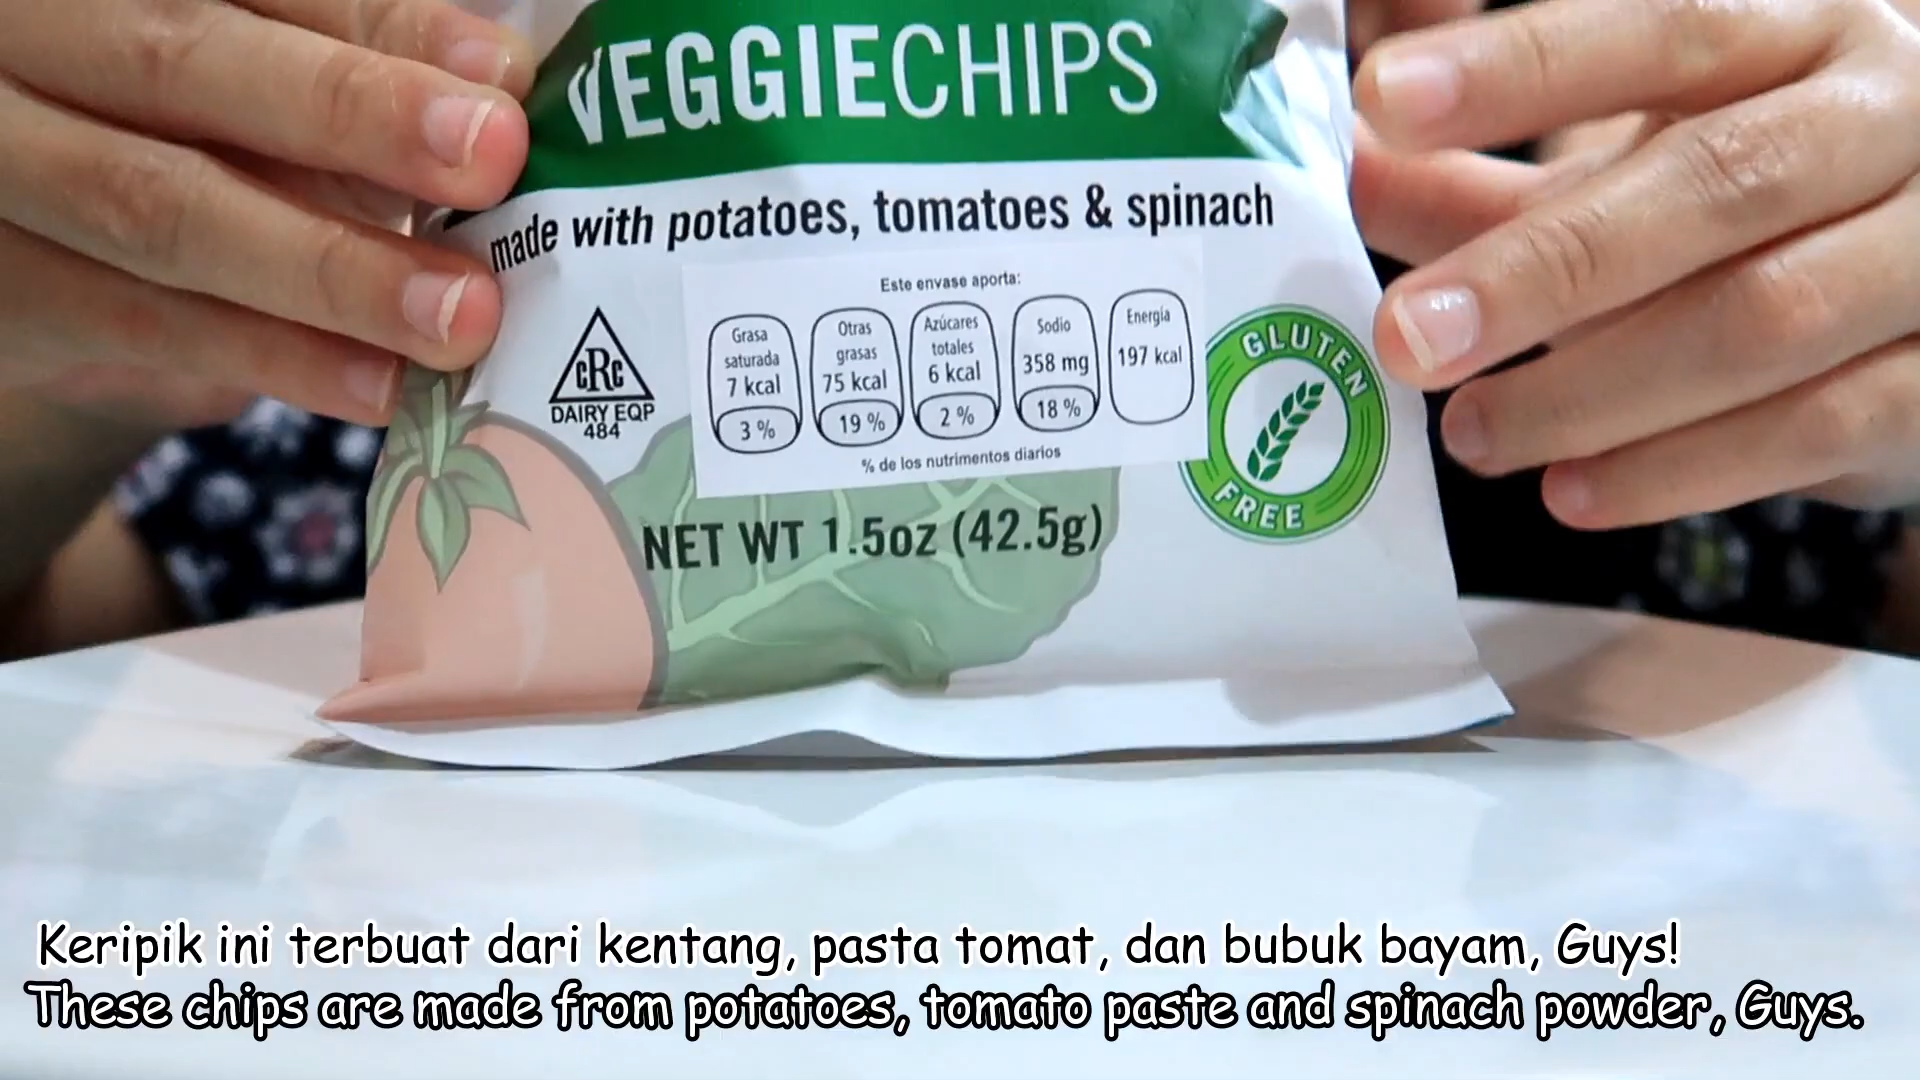 VEGGIECHIPS
made with potatoes, tomatoes & spinach
Este envase aporta:
Grasa saturada 7 kcal 3 %
Otras grasas 75 kcal 19 %
Azúcares totales 6 kcal 2 %
Sodio 358 mg 18 %
Energía 197 kcal
% de los nutrimentos diarios
cRc
DAIRY EQP
484
GLUTEN
FREE
NET WT 1.5oz (42.5g)
Keripik ini terbuat dari kentang, pasta tomat, dan bubuk bayam, Guys!
These chips are made from potatoes, tomato paste and spinach powder, Guys.